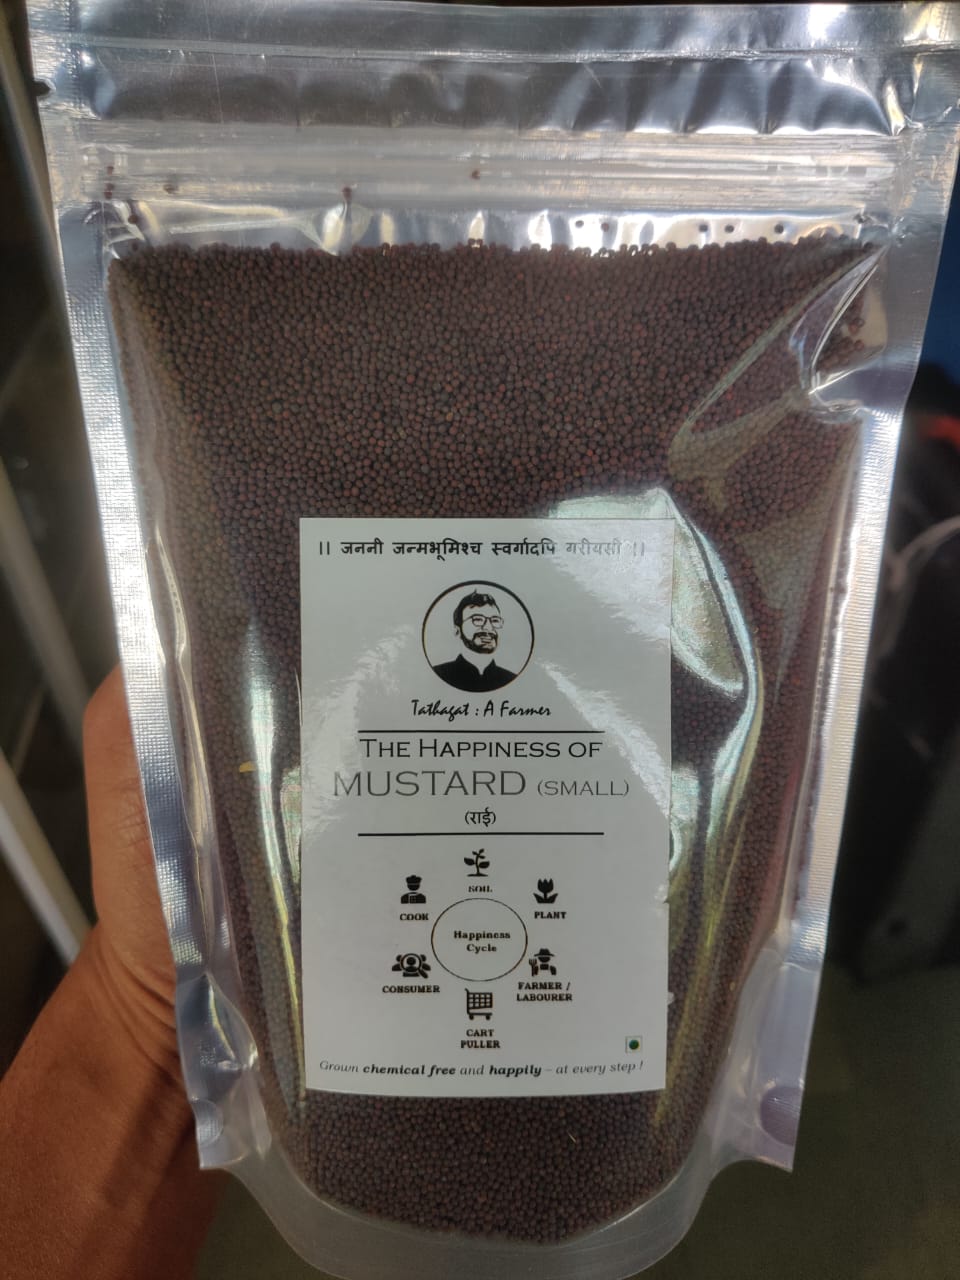 ।। जननी जन्मभूमिश्च स्वर्गादपि गरीयसी ।।
Tathagat : A Farmer
THE HAPPINESS OF
MUSTARD (SMALL)
(राई)
SOIL
COOK
PLANT
Happiness
Cycle
CONSUMER
FARMER /
LABOURER
CART
PULLER
Grown chemical free and happily – at every step !